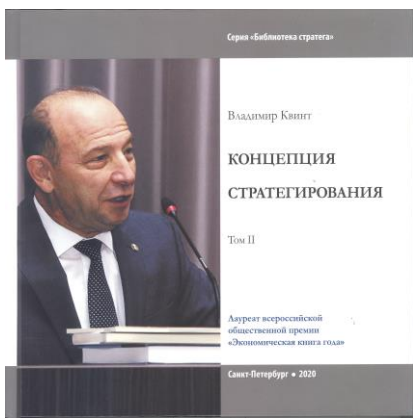 Серия «Библиотека стратега»
Владимир Квинт
КОНЦЕПЦИЯ
СТРАТЕГИРОВАНИЯ
Том II
Лауреат всероссийской
общественной премии
«Экономическая книга года»
Санкт-Петербург • 2020